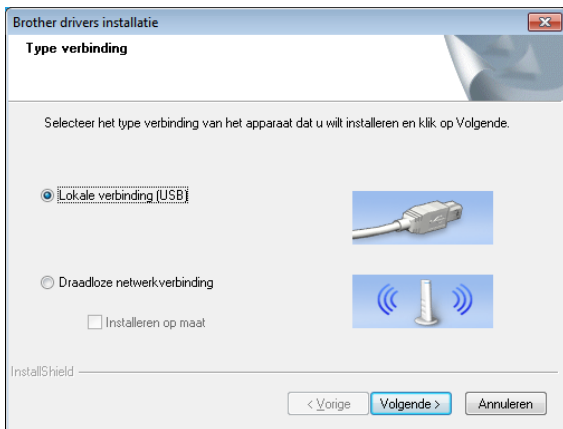 Brother drivers installatie
Type verbinding
Selecteer het type verbinding van het apparaat dat u wilt installeren en klik op Volgende.
Lokale verbinding (USB)
Draadloze netwerkverbinding
Installeren op maat
InstallShield
< Vorige Volgende > Annuleren